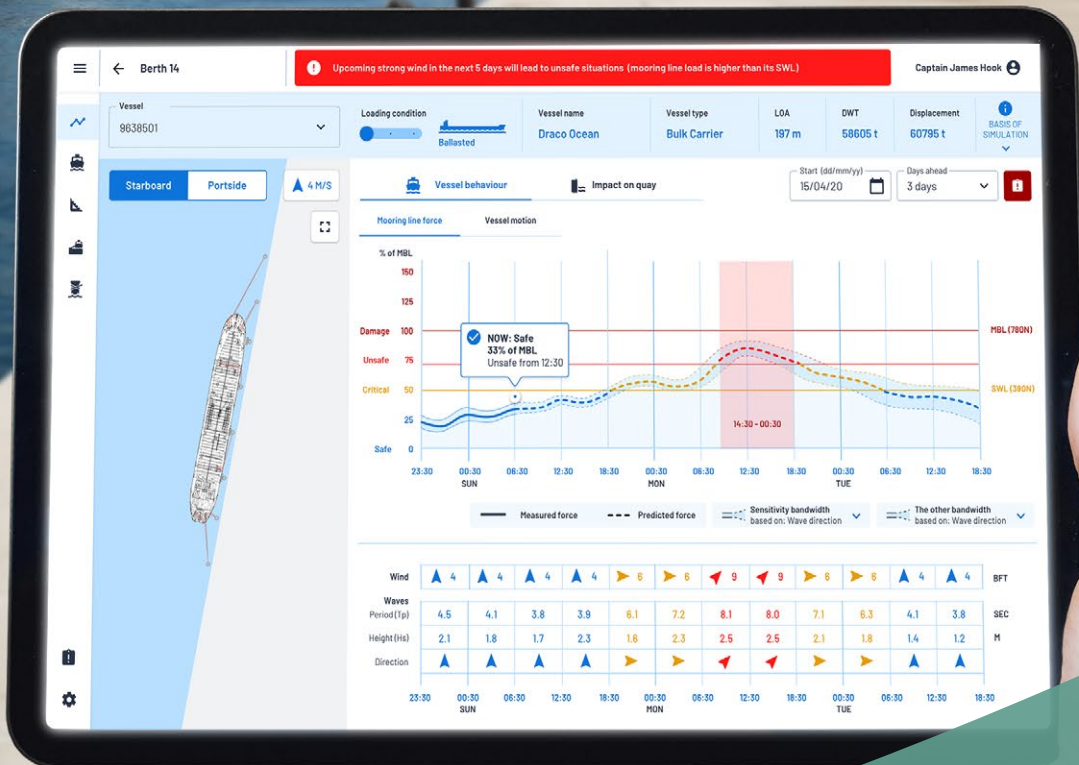 Berth 14
Upcoming strong wind in the next 5 days will lead to unsafe situations (mooring line load is higher than its SWL)
Captain James Hook
Vessel
9638501
Loading condition
Ballasted
Vessel name
Draco Ocean
Vessel type
Bulk Carrier
LOA
197 m
DWT
58605 t
Displacement
60795 t
BASIS OF
SIMULATION
Starboard Portside
4 M/S
Vessel behaviour
Impact on quay
Start (dd/mm/yy)
15/04/20
Days ahead
3 days
Mooring line force
Vessel motion
% of MBL
150
125
Damage 100
MBL (780N)
Unsafe 75
Critical 50
SWL (380N)
25
Safe 0
NOW: Safe
33% of MBL
Unsafe from 12:30
14:30 - 00:30
23:30 00:30 06:30 12:30 18:30 00:30 06:30 12:30 18:30 00:30 06:30 12:30 18:30
SUN MON TUE
Measured force
Predicted force
Sensitivity bandwidth
based on: Wave direction
The other bandwidth
based on: Wave direction
Wind 4 4 4 4 6 6 9 9 6 6 4 4 BFT
Waves
Period (Tp) 4.5 4.1 3.8 3.9 6.1 7.2 8.1 8.0 7.1 6.3 4.1 3.8 SEC
Height (Hs) 2.1 1.8 1.7 2.3 1.6 2.3 2.5 2.5 2.1 1.8 1.4 1.2 M
Direction
23:30 00:30 06:30 12:30 18:30 00:30 06:30 12:30 18:30 00:30 06:30 12:30 18:30
SUN MON TUE